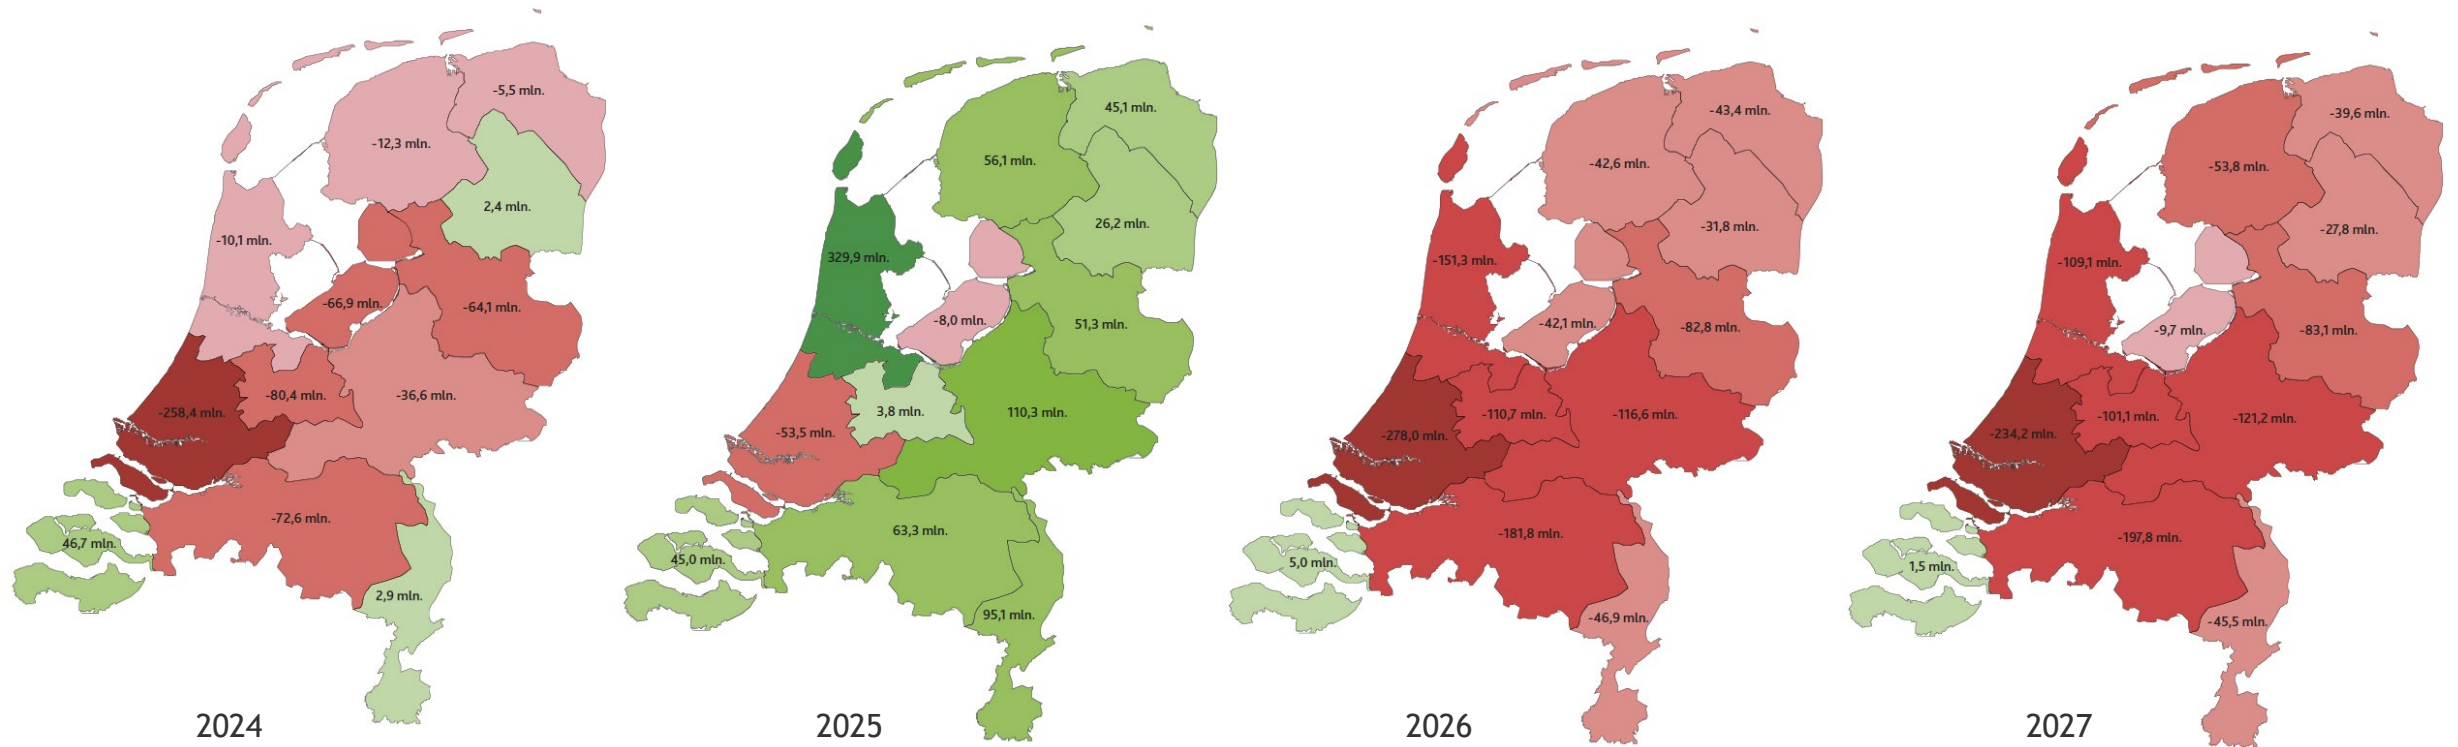 -5,5 mln.
-12,3 mln.
2,4 mln.
-10,1 mln.
-66,9 mln.
-64,1 mln.
-80,4 mln.
-36,6 mln.
-258,4 mln.
-72,6 mln.
46,7 mln.
2,9 mln.
2024
45,1 mln.
56,1 mln.
26,2 mln.
329,9 mln.
-8,0 mln.
51,3 mln.
3,8 mln.
110,3 mln.
-53,5 mln.
63,3 mln.
45,0 mln.
95,1 mln.
2025
-43,4 mln.
-42,6 mln.
-31,8 mln.
-151,3 mln.
-42,1 mln.
-82,8 mln.
-110,7 mln.
-116,6 mln.
-278,0 mln.
-181,8 mln.
5,0 mln.
-46,9 mln.
2026
-39,6 mln.
-53,8 mln.
-27,8 mln.
-109,1 mln.
-9,7 mln.
-83,1 mln.
-101,1 mln.
-121,2 mln.
-234,2 mln.
-197,8 mln.
1,5 mln.
-45,5 mln.
2027